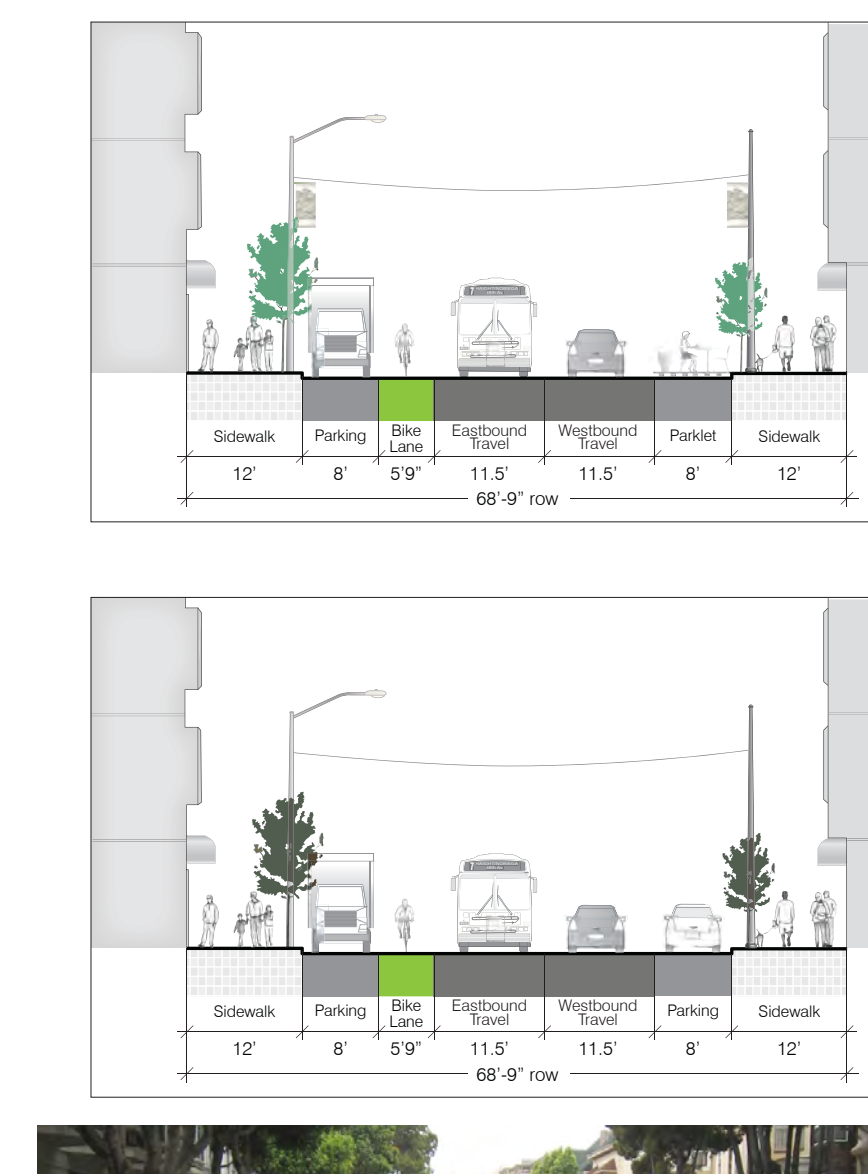 Sidewalk Parking Bike Lane Eastbound Travel Westbound Travel Parklet Sidewalk
12’ 8’ 5’9” 11.5’ 11.5’ 8’ 12’
68’-9” row
Sidewalk Parking Bike Lane Eastbound Travel Westbound Travel Parking Sidewalk
12’ 8’ 5’9” 11.5’ 11.5’ 8’ 12’
68’-9” row